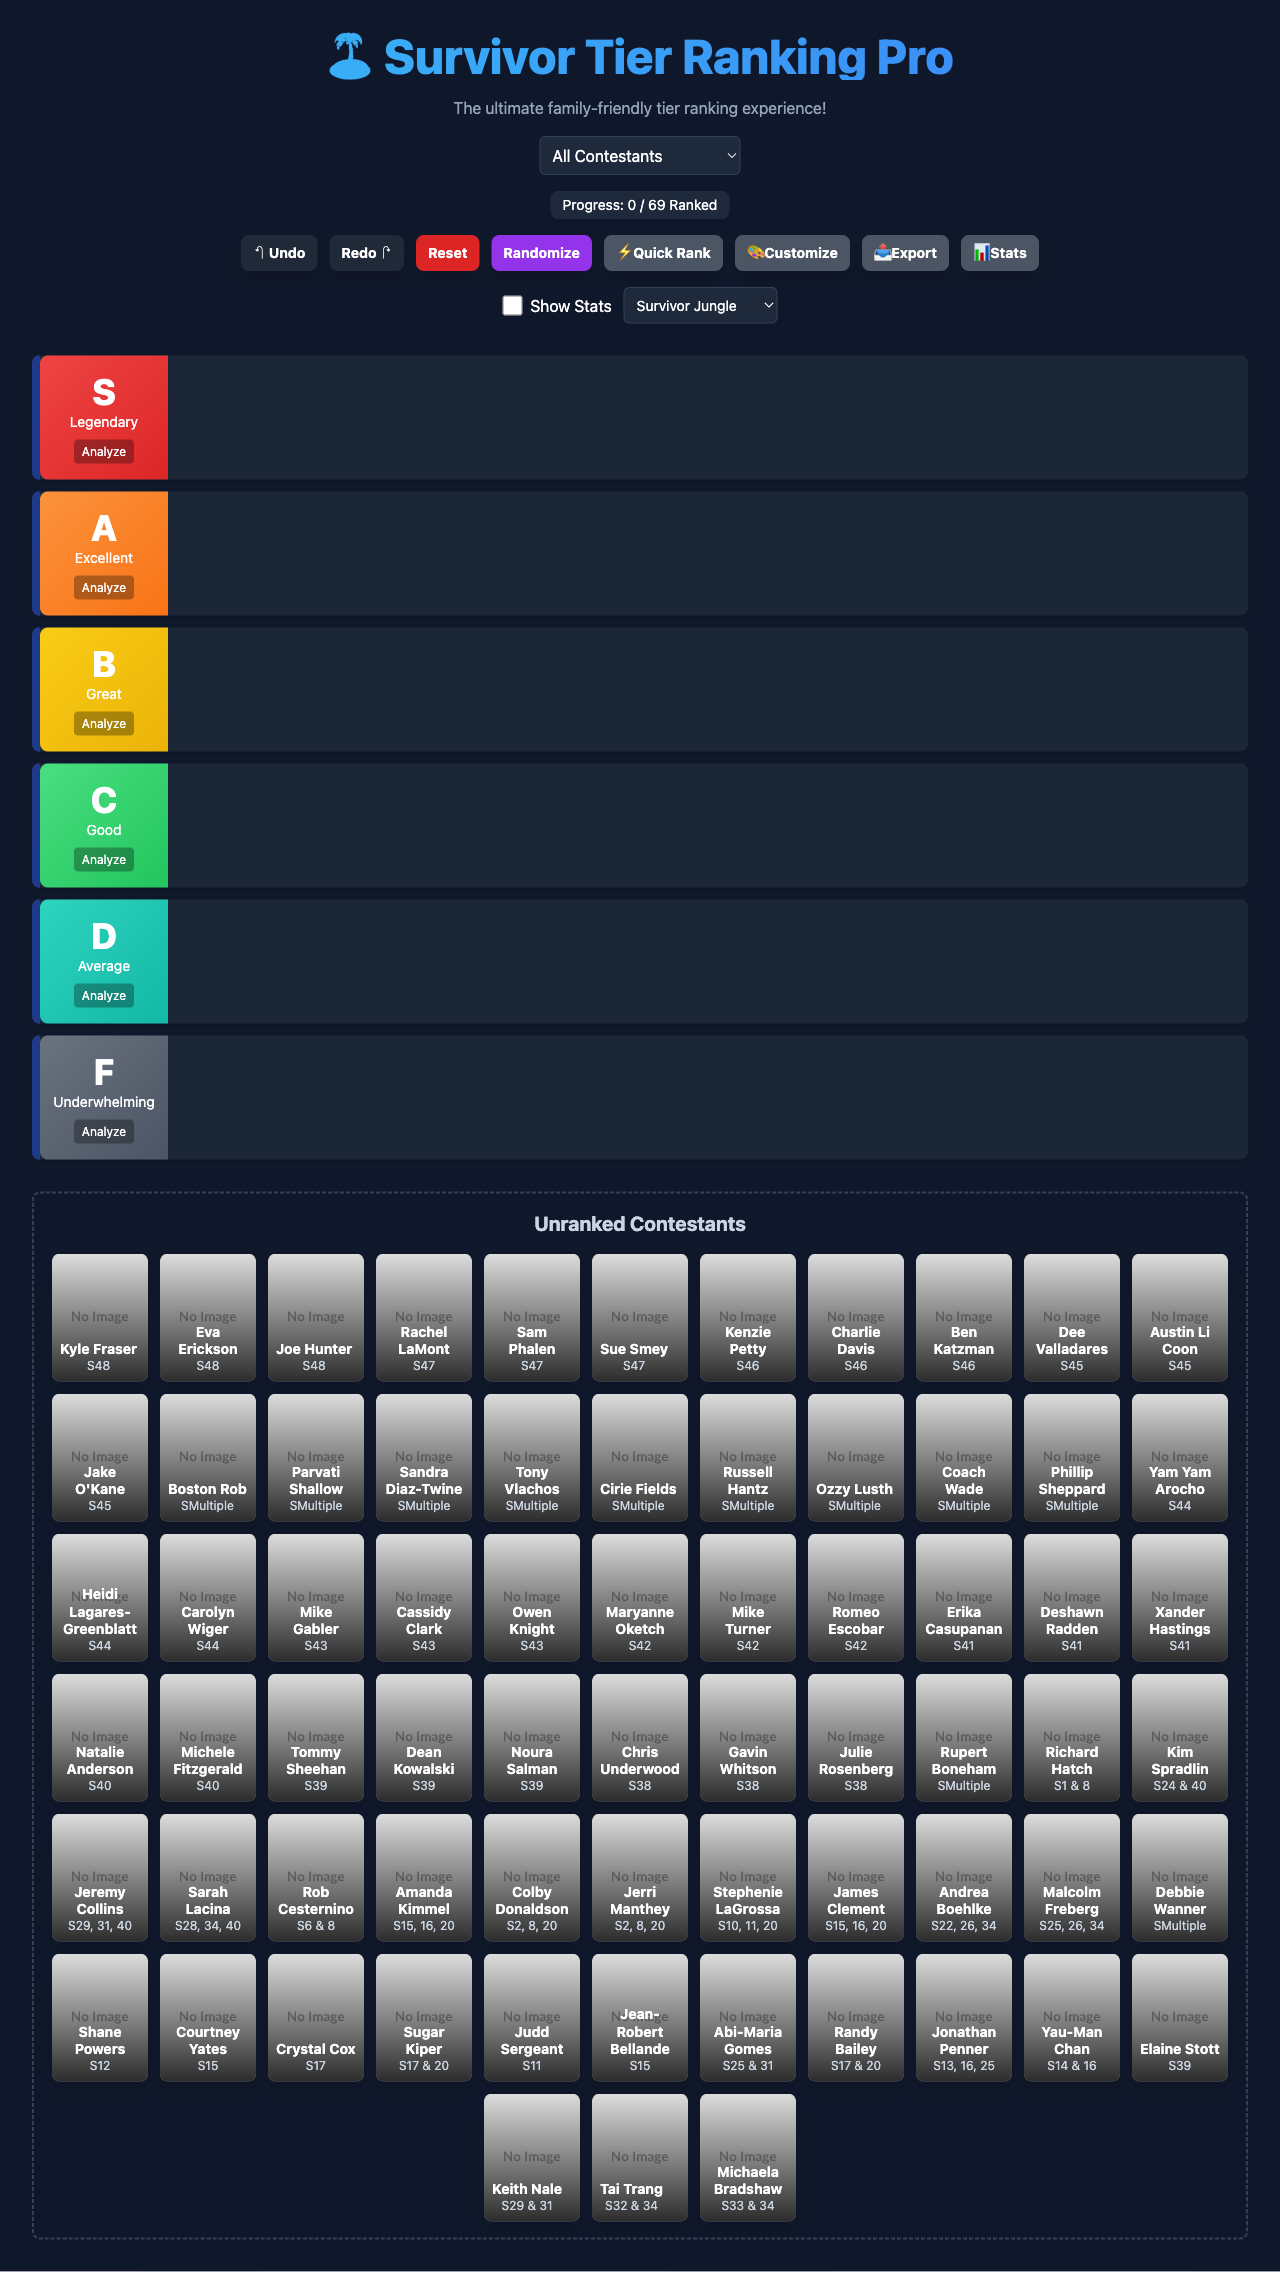 Survivor Tier Ranking Pro
The ultimate family-friendly tier ranking experience!
All Contestants
Progress: 0 / 69 Ranked
Undo Redo Reset Randomize Quick Rank Customize Export Stats
Show Stats Survivor Jungle
S
Legendary
Analyze
A
Excellent
Analyze
B
Great
Analyze
C
Good
Analyze
D
Average
Analyze
F
Underwhelming
Analyze
Unranked Contestants
No Image
Kyle Fraser
S48
No Image
Eva
Erickson
S48
No Image
Joe Hunter
S48
No Image
Rachel
LaMont
S47
No Image
Sam
Phalen
S47
No Image
Sue Smey
S47
No Image
Kenzie
Petty
S46
No Image
Charlie
Davis
S46
No Image
Ben
Katzman
S46
No Image
Dee
Valladares
S45
No Image
Austin Li
Coon
S45
No Image
Jake
O'Kane
S45
No Image
Boston Rob
SMultiple
No Image
Parvati
Shallow
SMultiple
No Image
Sandra
Diaz-Twine
SMultiple
No Image
Tony
Vlachos
SMultiple
No Image
Cirie Fields
SMultiple
No Image
Russell
Hantz
SMultiple
No Image
Ozzy Lusth
SMultiple
No Image
Coach
Wade
SMultiple
No Image
Phillip
Sheppard
SMultiple
No Image
Yam Yam
Arocho
S44
No Image
Heidi
Lagares-
Greenblatt
S44
No Image
Carolyn
Wiger
S44
No Image
Mike
Gabler
S43
No Image
Cassidy
Clark
S43
No Image
Owen
Knight
S43
No Image
Maryanne
Oketch
S42
No Image
Mike
Turner
S42
No Image
Romeo
Escobar
S42
No Image
Erika
Casupanan
S41
No Image
Deshawn
Radden
S41
No Image
Xander
Hastings
S41
No Image
Natalie
Anderson
S40
No Image
Michele
Fitzgerald
S40
No Image
Tommy
Sheehan
S39
No Image
Dean
Kowalski
S39
No Image
Noura
Salman
S39
No Image
Chris
Underwood
S38
No Image
Gavin
Whitson
S38
No Image
Julie
Rosenberg
S38
No Image
Rupert
Boneham
SMultiple
No Image
Richard
Hatch
S1 & 8
No Image
Kim
Spradlin
S24 & 40
No Image
Jeremy
Collins
S29, 31, 40
No Image
Sarah
Lacina
S28, 34, 40
No Image
Rob
Cesternino
S6 & 8
No Image
Amanda
Kimmel
S15, 16, 20
No Image
Colby
Donaldson
S2, 8, 20
No Image
Jerri
Manthey
S2, 8, 20
No Image
Stephenie
LaGrossa
S10, 11, 20
No Image
James
Clement
S15, 16, 20
No Image
Andrea
Boehlke
S22, 26, 34
No Image
Malcolm
Freberg
S25, 26, 34
No Image
Debbie
Wanner
SMultiple
No Image
Shane
Powers
S12
No Image
Courtney
Yates
S15
No Image
Crystal Cox
S17
No Image
Sugar
Kiper
S17 & 20
No Image
Judd
Sergeant
S11
No Image
Jean-
Robert
Bellande
S15
No Image
Abi-Maria
Gomes
S25 & 31
No Image
Randy
Bailey
S17 & 20
No Image
Jonathan
Penner
S13, 16, 25
No Image
Yau-Man
Chan
S14 & 16
No Image
Elaine Stott
S39
No Image
Keith Nale
S29 & 31
No Image
Tai Trang
S32 & 34
No Image
Michaela
Bradshaw
S33 & 34